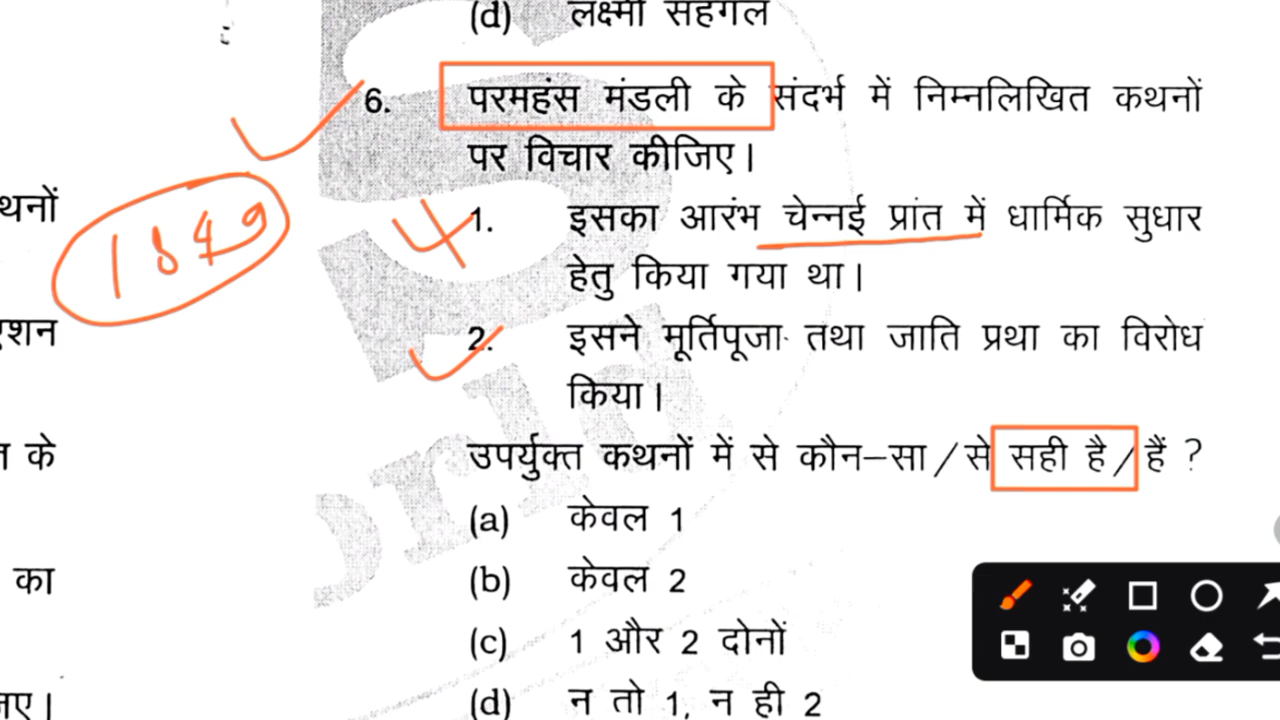 (d) लक्ष्मी सहगल
6. परमहंस मंडली के संदर्भ में निम्नलिखित कथनों
पर विचार कीजिए।
1. इसका आरंभ चेन्नई प्रांत में धार्मिक सुधार
हेतु किया गया था।
2. इसने मूर्तिपूजा तथा जाति प्रथा का विरोध
किया।
उपर्युक्त कथनों में से कौन–सा/से सही है/हैं ?
(a) केवल 1
(b) केवल 2
(c) 1 और 2 दोनों
(d) न तो 1, न ही 2
1849
थनों
के
का